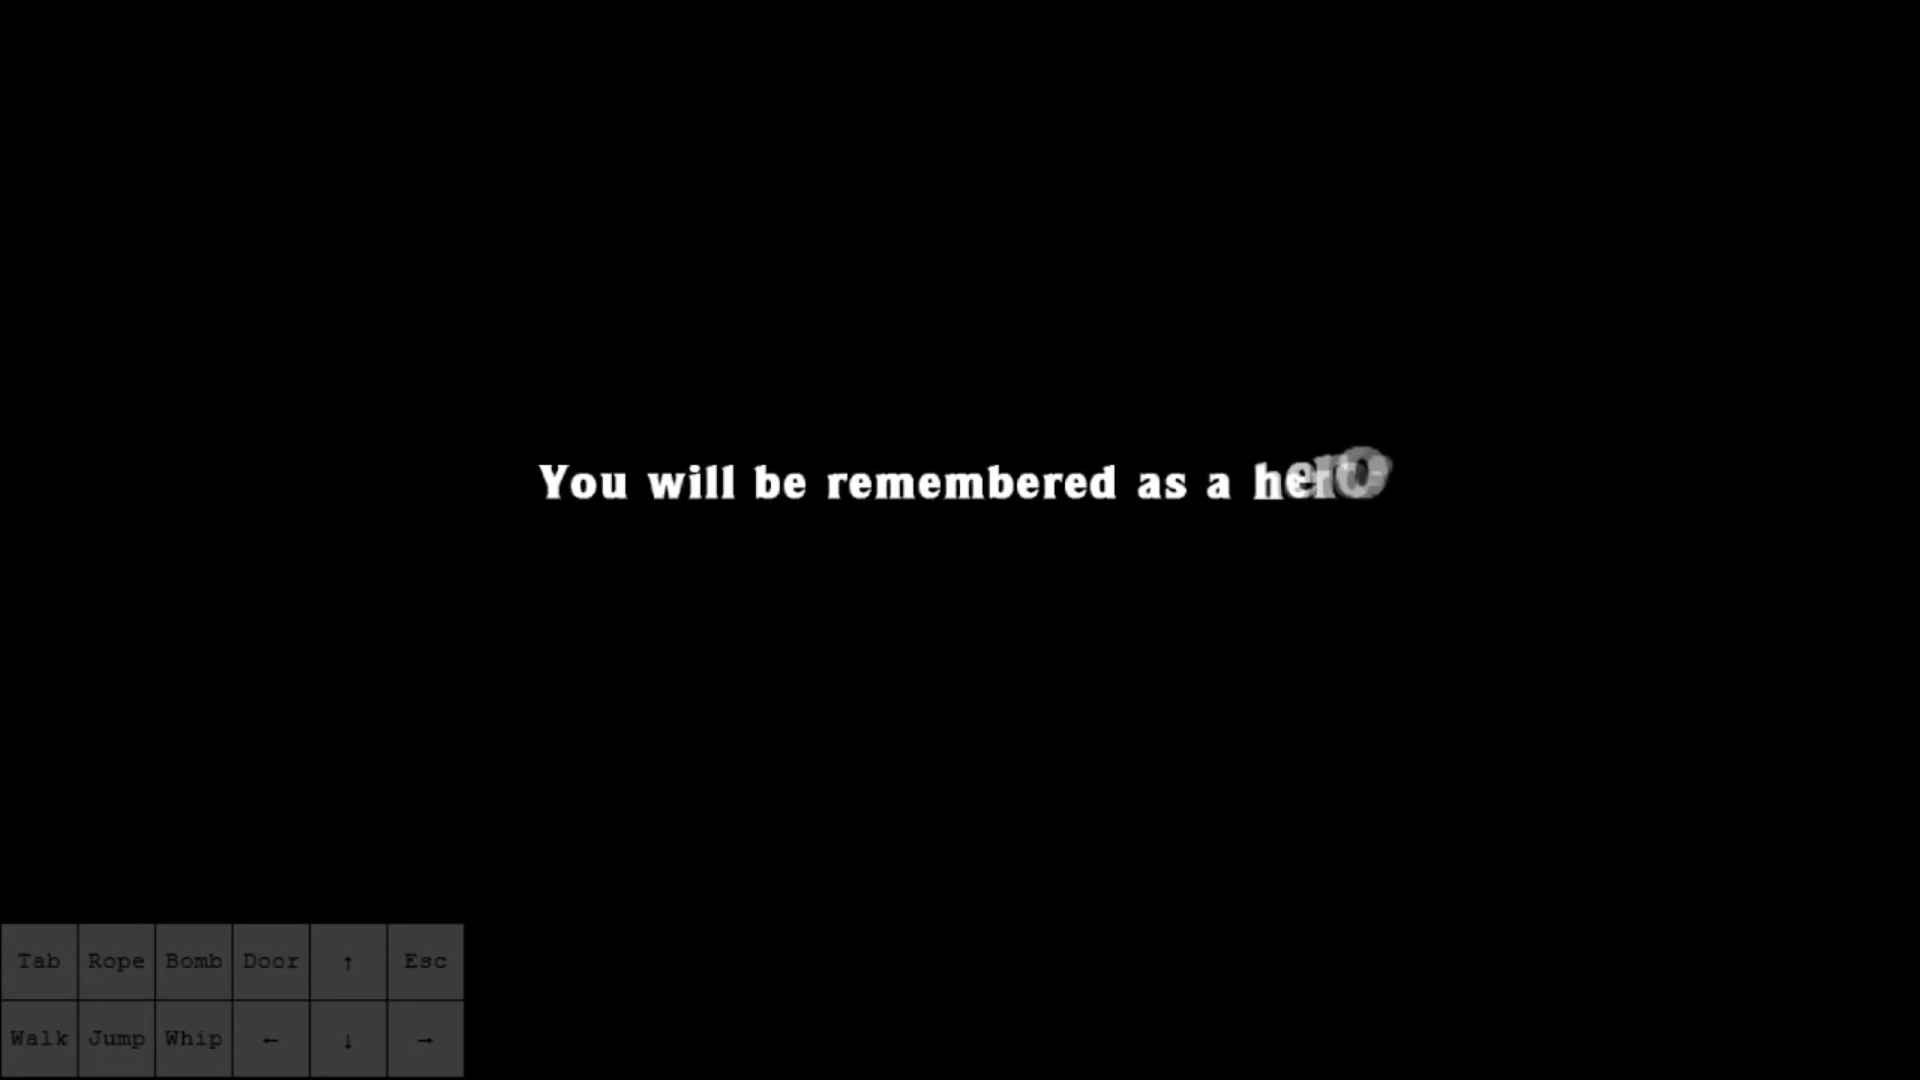 You will be remembered as a hero
Tab Rope Bomb Door ↑ Esc
Walk Jump Whip ← ↓ →